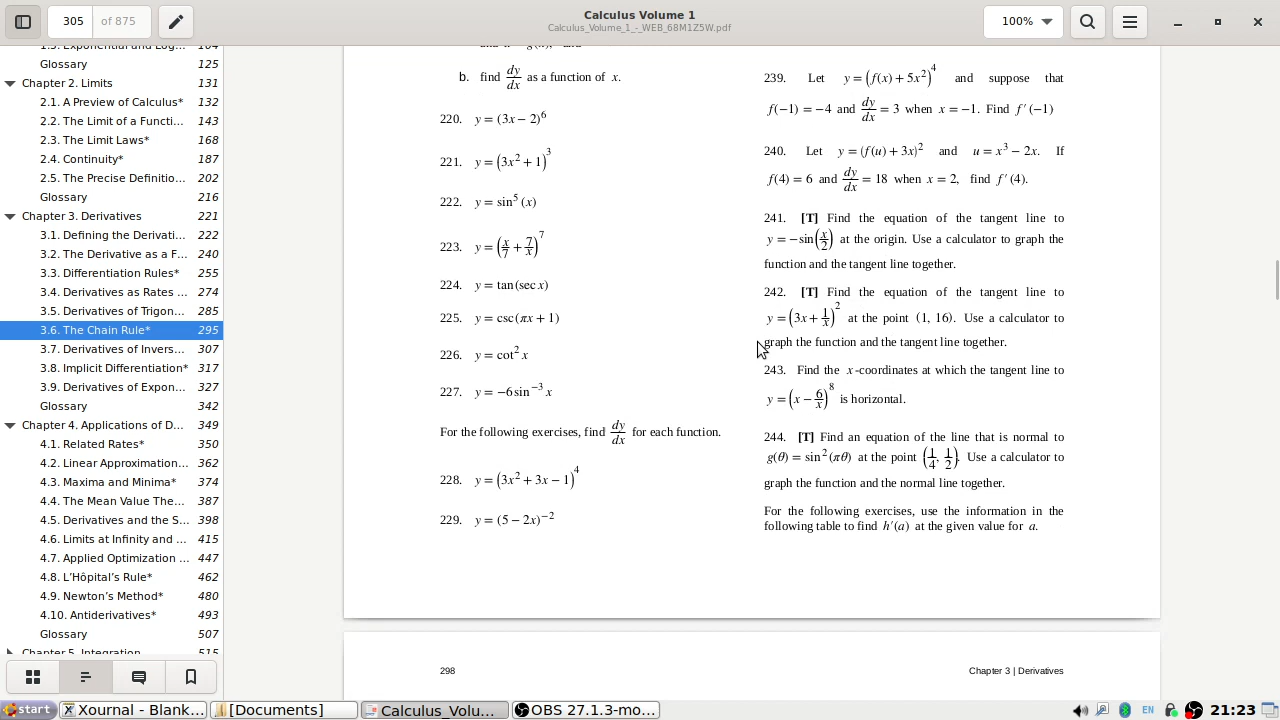 305 of 875
Calculus Volume 1
Calculus_Volume_1_-_WEB_68M1Z5W.pdf
100%
Glossary 125
Chapter 2. Limits 131
2.1. A Preview of Calculus* 132
2.2. The Limit of a Functi... 143
2.3. The Limit Laws* 168
2.4. Continuity* 187
2.5. The Precise Definitio... 202
Glossary 216
Chapter 3. Derivatives 221
3.1. Defining the Derivati... 222
3.2. The Derivative as a F... 240
3.3. Differentiation Rules* 255
3.4. Derivatives as Rates ... 274
3.5. Derivatives of Trigon... 285
3.6. The Chain Rule* 295
3.7. Derivatives of Invers... 307
3.8. Implicit Differentiation* 317
3.9. Derivatives of Expon... 327
Glossary 342
Chapter 4. Applications of D... 349
4.1. Related Rates* 350
4.2. Linear Approximation... 362
4.3. Maxima and Minima* 374
4.4. The Mean Value The... 387
4.5. Derivatives and the S... 398
4.6. Limits at Infinity and ... 415
4.7. Applied Optimization ... 447
4.8. L'Hôpital's Rule* 462
4.9. Newton's Method* 480
4.10. Antiderivatives* 493
Glossary 507
Chapter 5. Integration 515
b. find dy/dx as a function of x.
220. y = (3x − 2)^6
221. y = (3x^2 + 1)^3
222. y = sin^5 (x)
223. y = (x/7 + 7/x)^7
224. y = tan(sec x)
225. y = csc(πx + 1)
226. y = cot^2 x
227. y = −6 sin^−3 x
For the following exercises, find dy/dx for each function.
228. y = (3x^2 + 3x − 1)^4
229. y = (5 − 2x)^−2
239. Let y = (f(x) + 5x^2)^4 and suppose that
f(−1) = −4 and dy/dx = 3 when x = −1. Find f′(−1)
240. Let y = (f(u) + 3x)^2 and u = x^3 − 2x. If
f(4) = 6 and dy/dx = 18 when x = 2, find f′(4).
241. [T] Find the equation of the tangent line to
y = −sin(x/2) at the origin. Use a calculator to graph the
function and the tangent line together.
242. [T] Find the equation of the tangent line to
y = (3x + 1/x)^2 at the point (1, 16). Use a calculator to
graph the function and the tangent line together.
243. Find the x-coordinates at which the tangent line to
y = (x − 6/x)^8 is horizontal.
244. [T] Find an equation of the line that is normal to
g(θ) = sin^2(πθ) at the point (1/4, 1/2). Use a calculator to
graph the function and the normal line together.
For the following exercises, use the information in the
following table to find h′(a) at the given value for a.
298 Chapter 3 | Derivatives
start Xournal - Blank... [Documents] Calculus_Volu... OBS 27.1.3-mo... EN 21:23